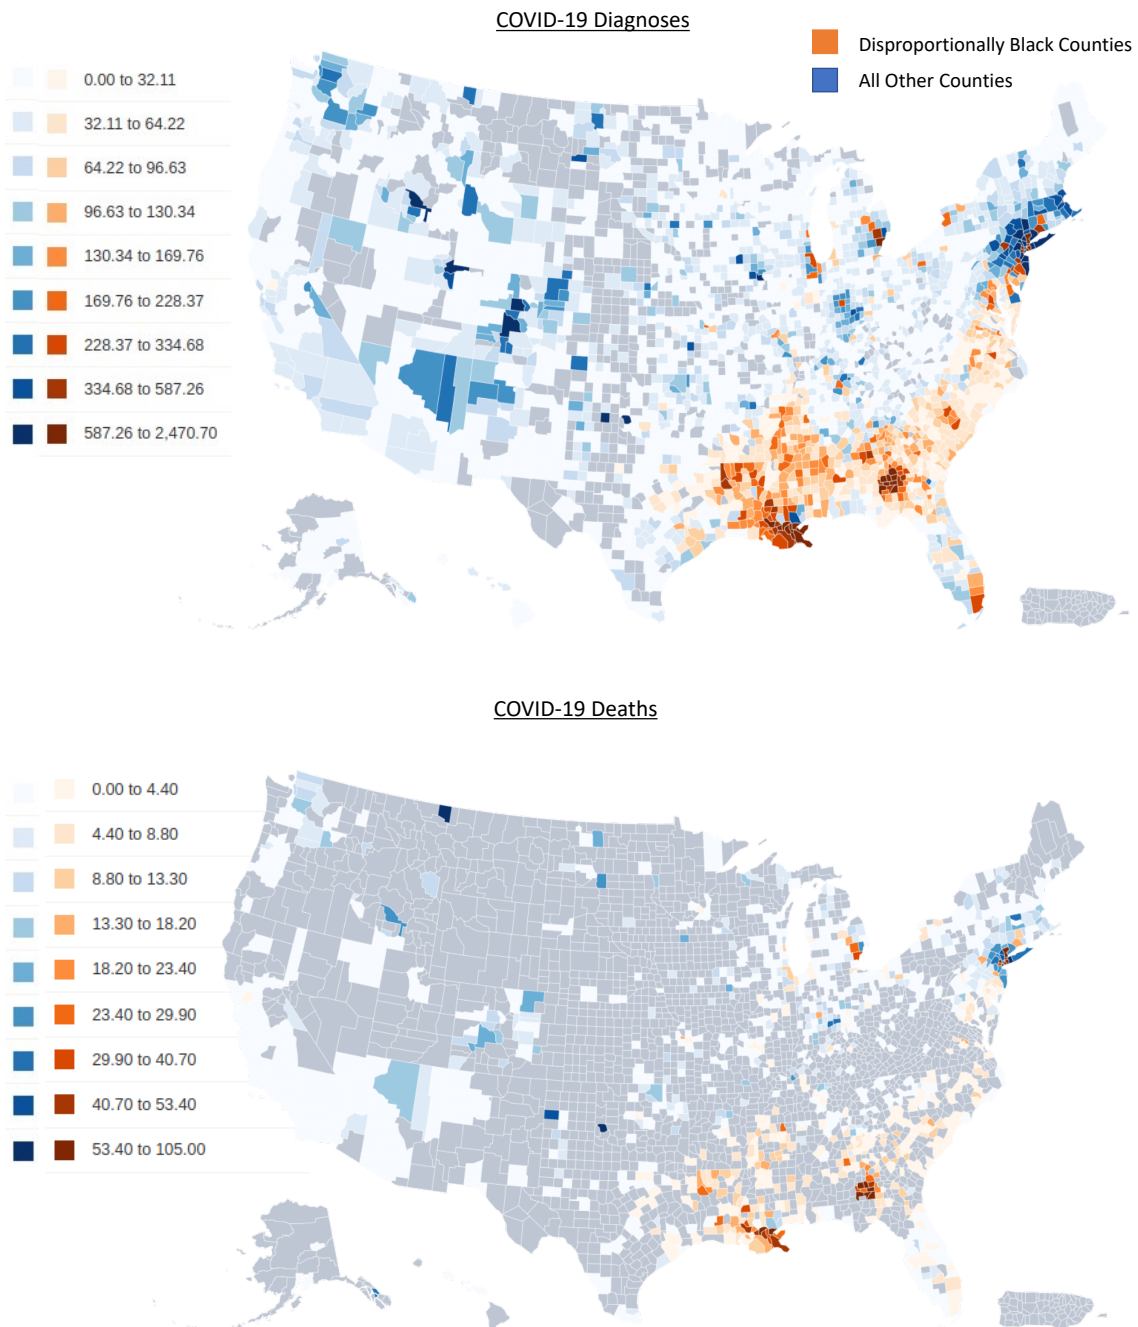 COVID-19 Diagnoses
Disproportionally Black Counties
All Other Counties
0.00 to 32.11
32.11 to 64.22
64.22 to 96.63
96.63 to 130.34
130.34 to 169.76
169.76 to 228.37
228.37 to 334.68
334.68 to 587.26
587.26 to 2,470.70
COVID-19 Deaths
0.00 to 4.40
4.40 to 8.80
8.80 to 13.30
13.30 to 18.20
18.20 to 23.40
23.40 to 29.90
29.90 to 40.70
40.70 to 53.40
53.40 to 105.00